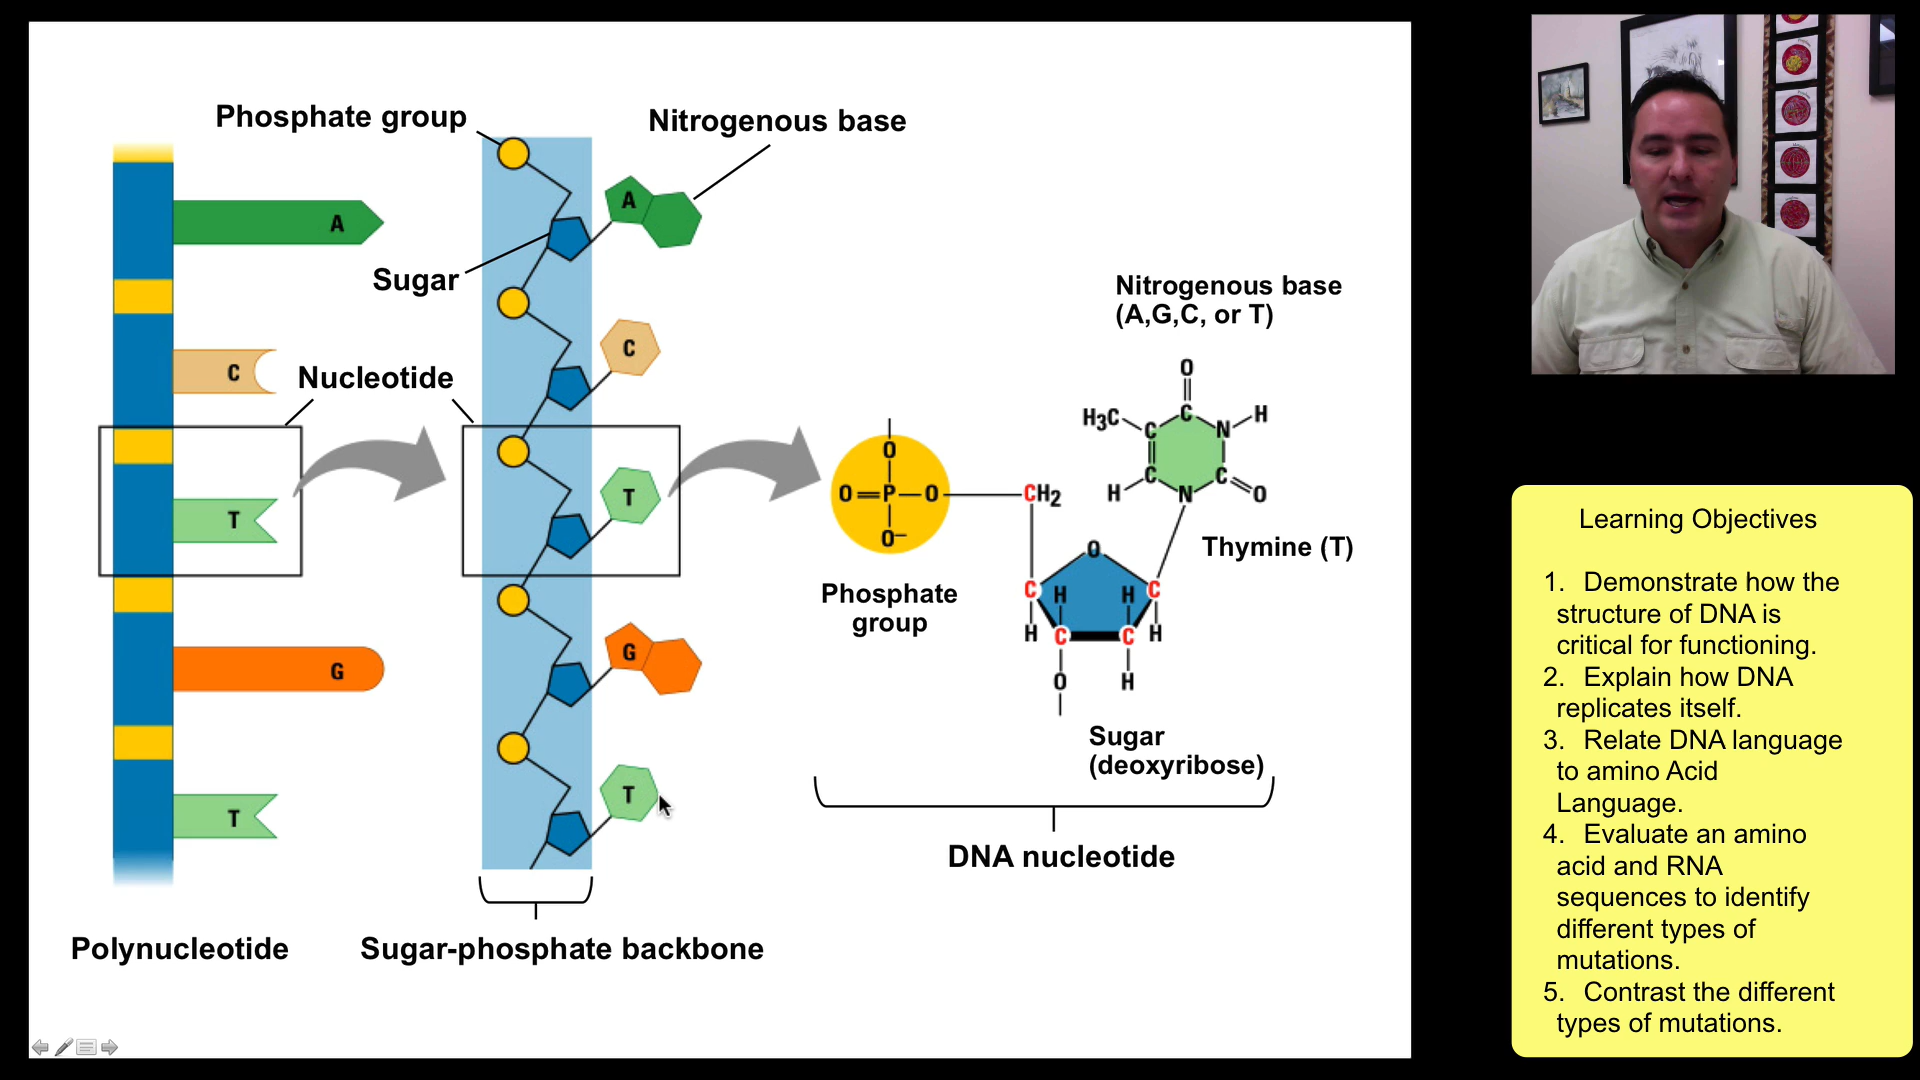 Phosphate group
Nitrogenous base
A
A
Sugar
C
C
Nucleotide
T
T
G
G
T
T
Polynucleotide
Sugar-phosphate backbone
Nitrogenous base
(A,G,C, or T)
O
H3C
C
N
H
C
C
C
H
N
O
Thymine (T)
O
O
P
O
O–
CH2
Phosphate
group
O
C
H
H
C
H
C
C
H
O
H
Sugar
(deoxyribose)
DNA nucleotide
Learning Objectives
1. Demonstrate how the
structure of DNA is
critical for functioning.
2. Explain how DNA
replicates itself.
3. Relate DNA language
to amino Acid
Language.
4. Evaluate an amino
acid and RNA
sequences to identify
different types of
mutations.
5. Contrast the different
types of mutations.